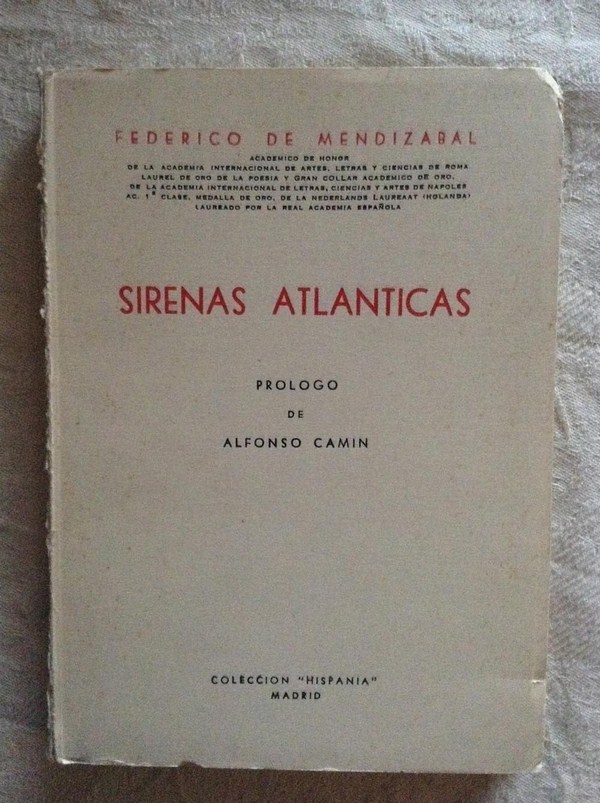 FEDERICO DE MENDIZABAL
ACADEMICO DE HONOR
DE LA ACADEMIA INTERNACIONAL DE ARTES, LETRAS Y CIENCIAS DE ROMA
LAUREL DE ORO DE LA POESIA Y GRAN COLLAR ACADEMICO DE ORO,
DE LA ACADEMIA INTERNACIONAL DE LETRAS, CIENCIAS Y ARTES DE NAPOLES
AC. 1ª CLASE, MEDALLA DE ORO, DE LA NEDERLANDS LAUREAAT (HOLANDA)
LAUREADO POR LA REAL ACADEMIA ESPAÑOLA
SIRENAS ATLANTICAS
PROLOGO
DE
ALFONSO CAMIN
COLECCION "HISPANIA"
MADRID